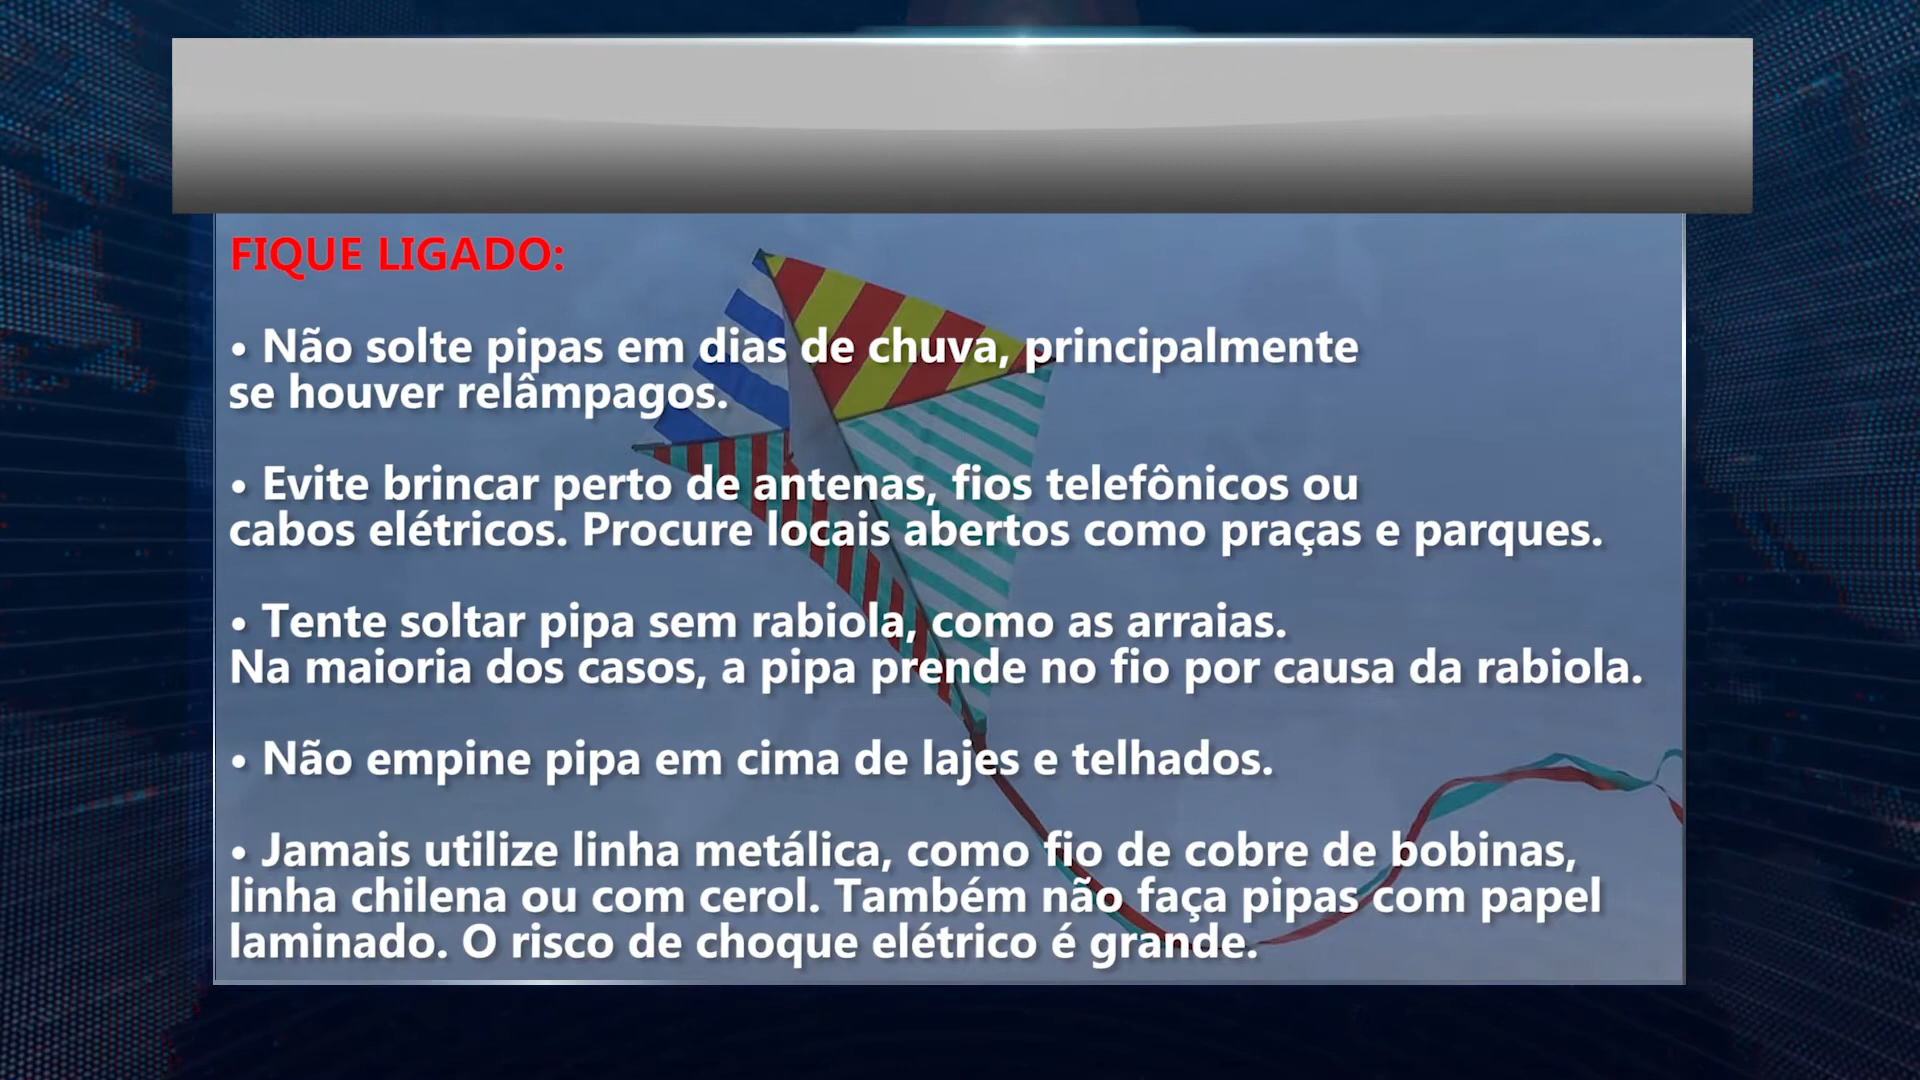 FIQUE LIGADO:
• Não solte pipas em dias de chuva, principalmente
se houver relâmpagos.
• Evite brincar perto de antenas, fios telefônicos ou
cabos elétricos. Procure locais abertos como praças e parques.
• Tente soltar pipa sem rabiola, como as arraias.
Na maioria dos casos, a pipa prende no fio por causa da rabiola.
• Não empine pipa em cima de lajes e telhados.
• Jamais utilize linha metálica, como fio de cobre de bobinas,
linha chilena ou com cerol. Também não faça pipas com papel
laminado. O risco de choque elétrico é grande.